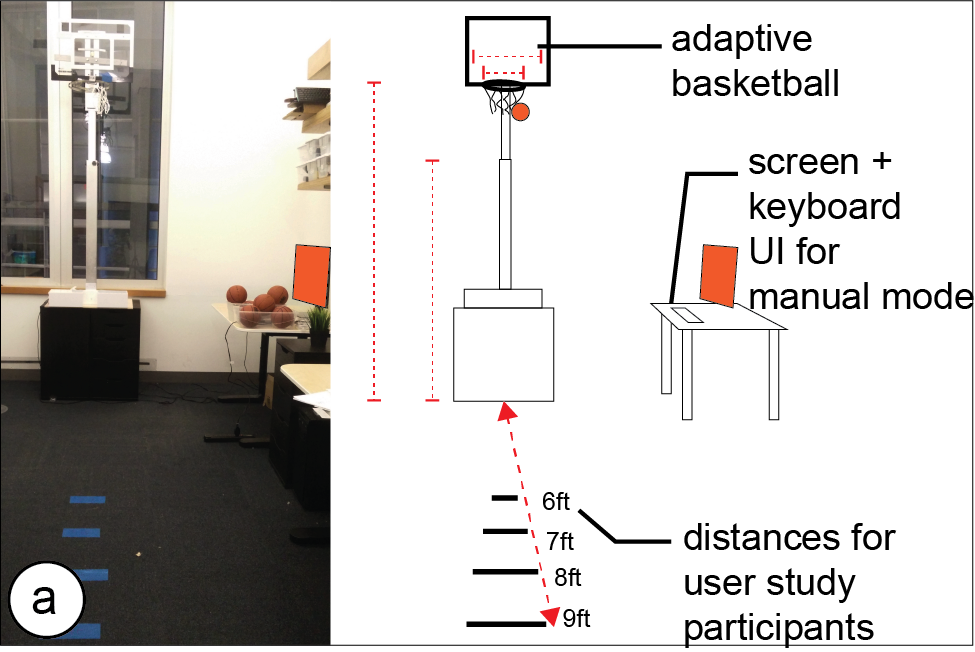 adaptive
basketball
screen +
keyboard
UI for
manual mode
6ft
7ft
8ft
9ft
distances for
user study
participants
a